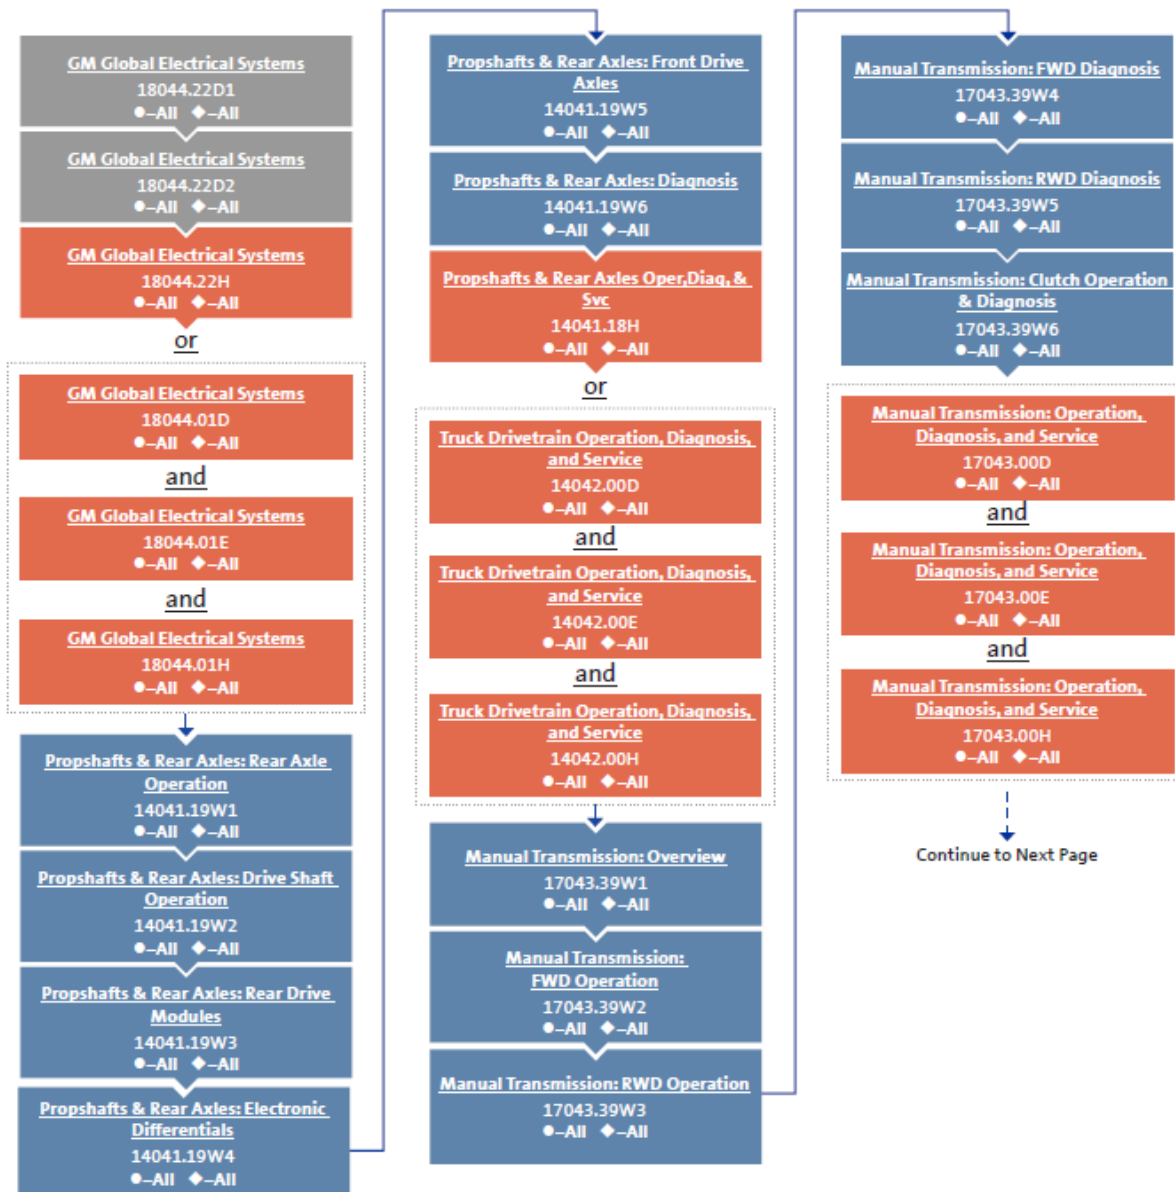 GM Global Electrical Systems
18044.22D1
●–All ◆–All
GM Global Electrical Systems
18044.22D2
●–All ◆–All
GM Global Electrical Systems
18044.22H
●–All ◆–All
or
GM Global Electrical Systems
18044.01D
●–All ◆–All
and
GM Global Electrical Systems
18044.01E
●–All ◆–All
and
GM Global Electrical Systems
18044.01H
●–All ◆–All
Propshafts & Rear Axles: Rear Axle
Operation
14041.19W1
●–All ◆–All
Propshafts & Rear Axles: Drive Shaft
Operation
14041.19W2
●–All ◆–All
Propshafts & Rear Axles: Rear Drive
Modules
14041.19W3
●–All ◆–All
Propshafts & Rear Axles: Electronic
Differentials
14041.19W4
●–All ◆–All
Propshafts & Rear Axles: Front Drive
Axles
14041.19W5
●–All ◆–All
Propshafts & Rear Axles: Diagnosis
14041.19W6
●–All ◆–All
Propshafts & Rear Axles Oper,Diag, &
Svc
14041.18H
●–All ◆–All
or
Truck Drivetrain Operation, Diagnosis,
and Service
14042.00D
●–All ◆–All
and
Truck Drivetrain Operation, Diagnosis,
and Service
14042.00E
●–All ◆–All
and
Truck Drivetrain Operation, Diagnosis,
and Service
14042.00H
●–All ◆–All
Manual Transmission: Overview
17043.39W1
●–All ◆–All
Manual Transmission:
FWD Operation
17043.39W2
●–All ◆–All
Manual Transmission: RWD Operation
17043.39W3
●–All ◆–All
Manual Transmission: FWD Diagnosis
17043.39W4
●–All ◆–All
Manual Transmission: RWD Diagnosis
17043.39W5
●–All ◆–All
Manual Transmission: Clutch Operation
& Diagnosis
17043.39W6
●–All ◆–All
Manual Transmission: Operation,
Diagnosis, and Service
17043.00D
●–All ◆–All
and
Manual Transmission: Operation,
Diagnosis, and Service
17043.00E
●–All ◆–All
and
Manual Transmission: Operation,
Diagnosis, and Service
17043.00H
●–All ◆–All
Continue to Next Page